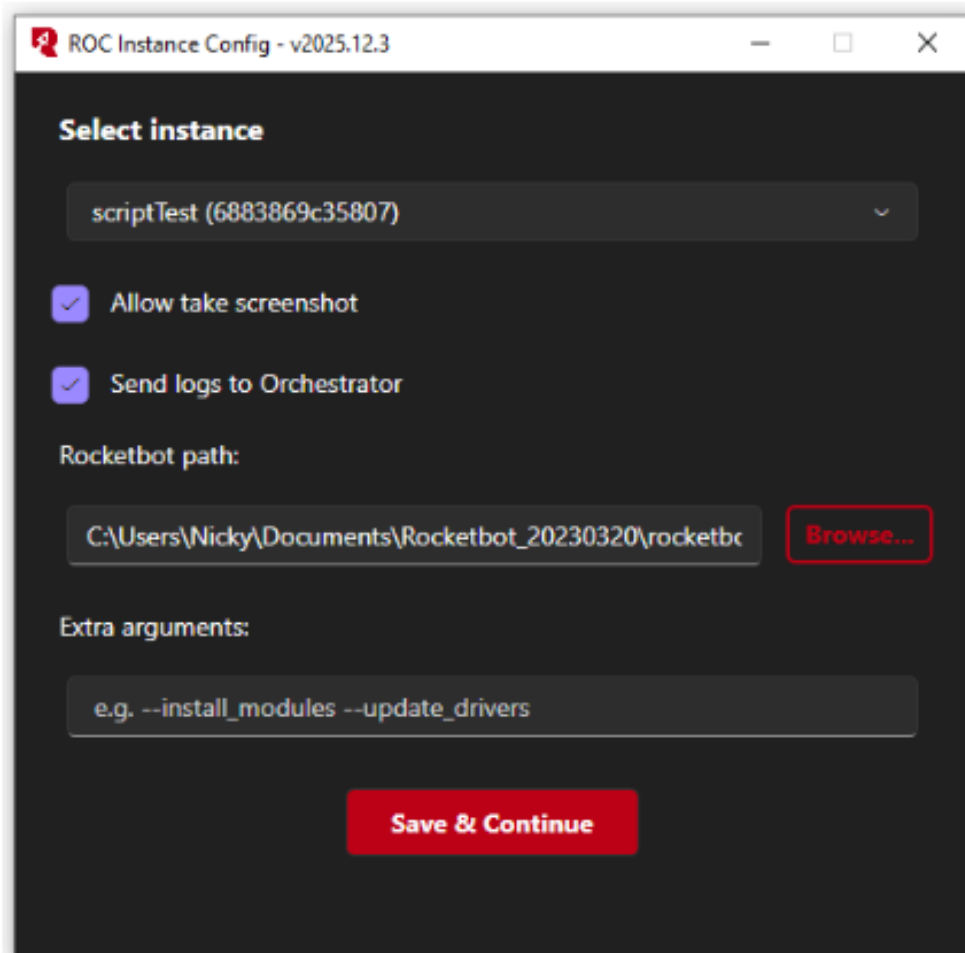 ROC Instance Config - v2025.12.3
Select instance
scriptTest (6883869c35807)
Allow take screenshot
Send logs to Orchestrator
Rocketbot path:
C:\Users\Nicky\Documents\Rocketbot_20230320\rocketbc
Browse...
Extra arguments:
e.g. --install_modules --update_drivers
Save & Continue